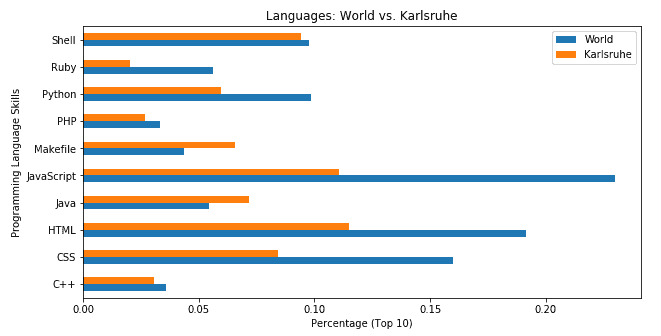 Languages: World vs. Karlsruhe
World
Karlsruhe
Programming Language Skills
Shell
Ruby
Python
PHP
Makefile
JavaScript
Java
HTML
CSS
C++
0.00 0.05 0.10 0.15 0.20
Percentage (Top 10)